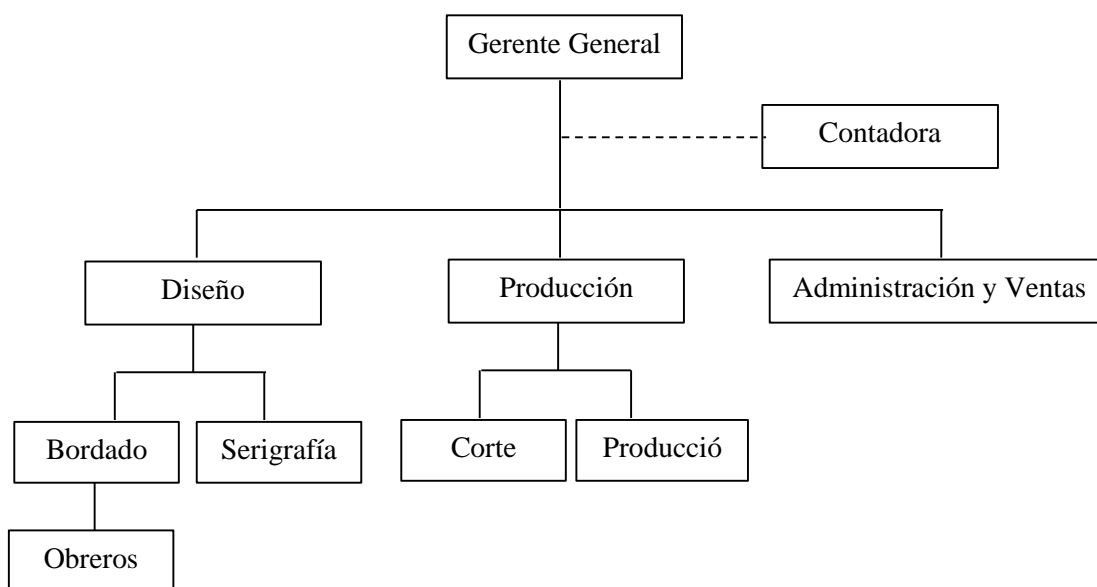 Gerente General
Contadora
Diseño
Producción
Administración y Ventas
Bordado
Serigrafía
Corte
Producció
Obreros